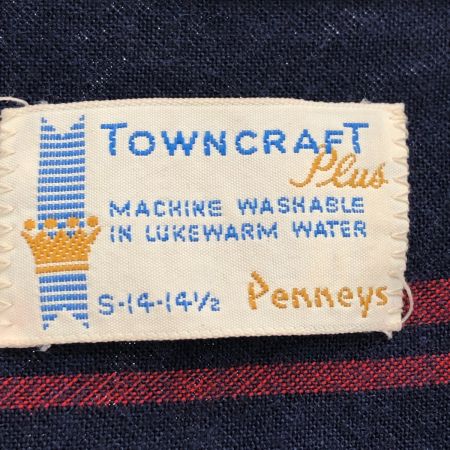 TOWNCRAFT
Plus
MACHINE WASHABLE
IN LUKEWARM WATER
S-14-14½ Penneys